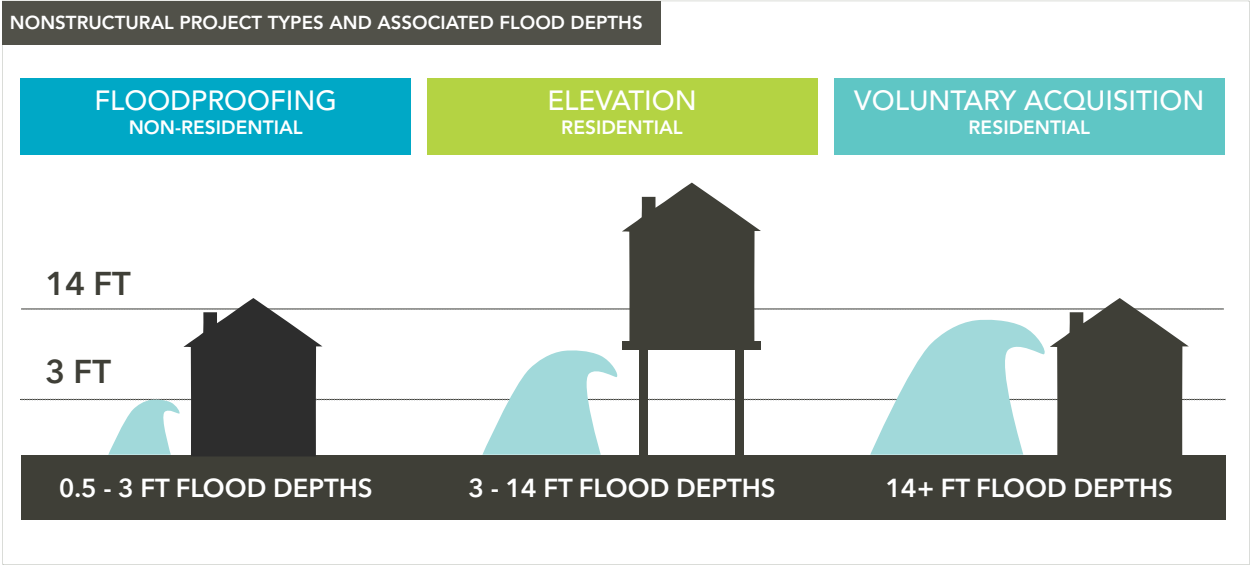 NONSTRUCTURAL PROJECT TYPES AND ASSOCIATED FLOOD DEPTHS
FLOODPROOFING
NON-RESIDENTIAL
ELEVATION
RESIDENTIAL
VOLUNTARY ACQUISITION
RESIDENTIAL
14 FT
3 FT
0.5 - 3 FT FLOOD DEPTHS
3 - 14 FT FLOOD DEPTHS
14+ FT FLOOD DEPTHS